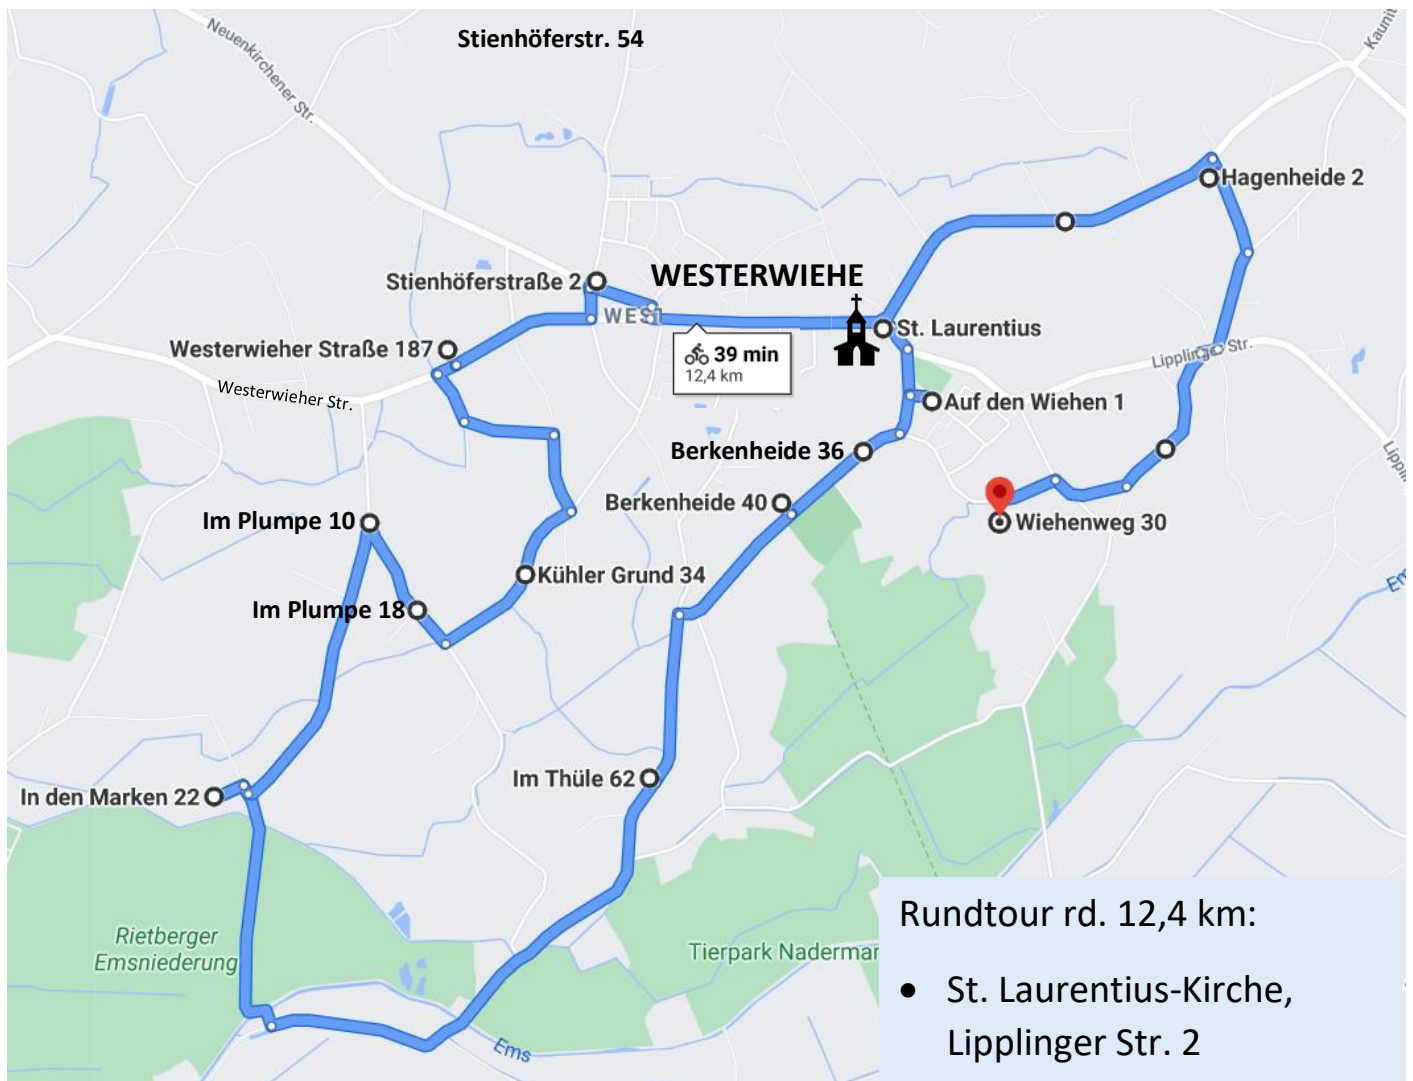 Stienhöferstr. 54
Neuenkirchener Str.
Hagenheide 2
WESTERWIEHE
Stienhöferstraße 2
WEST
St. Laurentius
39 min
12,4 km
Westerwieher Straße 187
Westerwieher Str.
Lipplinger Str.
Auf den Wiehen 1
Berkenheide 36
Berkenheide 40
Im Plumpe 10
Wiehenweg 30
Kühler Grund 34
Im Plumpe 18
Im Thüle 62
In den Marken 22
Rietberger
Emsniederung
Tierpark Naderman
Ems
Rundtour rd. 12,4 km:
• St. Laurentius-Kirche,
Lipplinger Str. 2